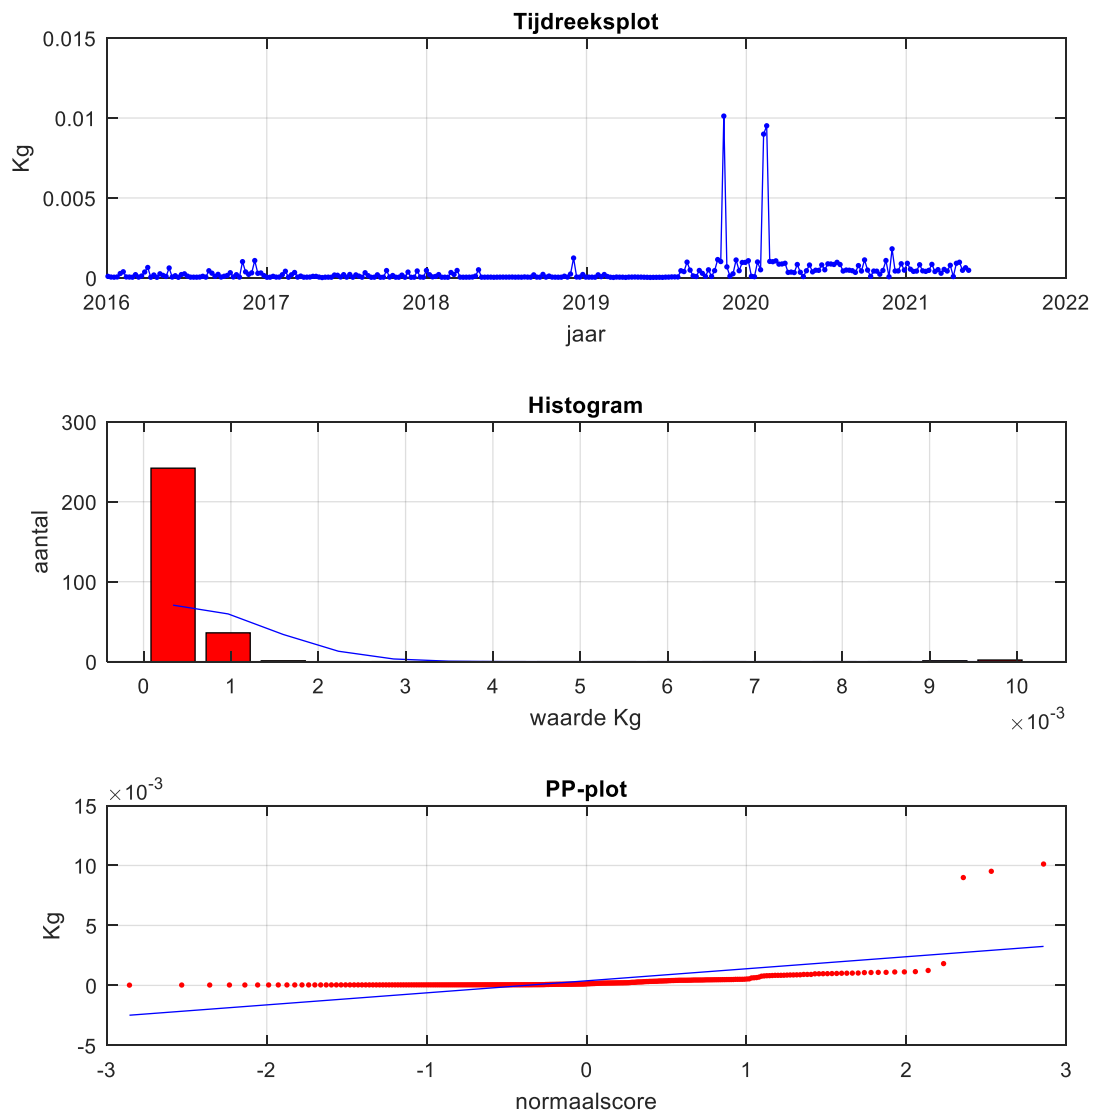 Tijdreeksplot
0.015
0.01
0.005
0
Kg
2016 2017 2018 2019 2020 2021 2022
jaar
Histogram
300
200
100
0
aantal
0 1 2 3 4 5 6 7 8 9 10
waarde Kg
×10-3
PP-plot
×10-3
15
10
5
0
-5
Kg
-3 -2 -1 0 1 2 3
normaalscore